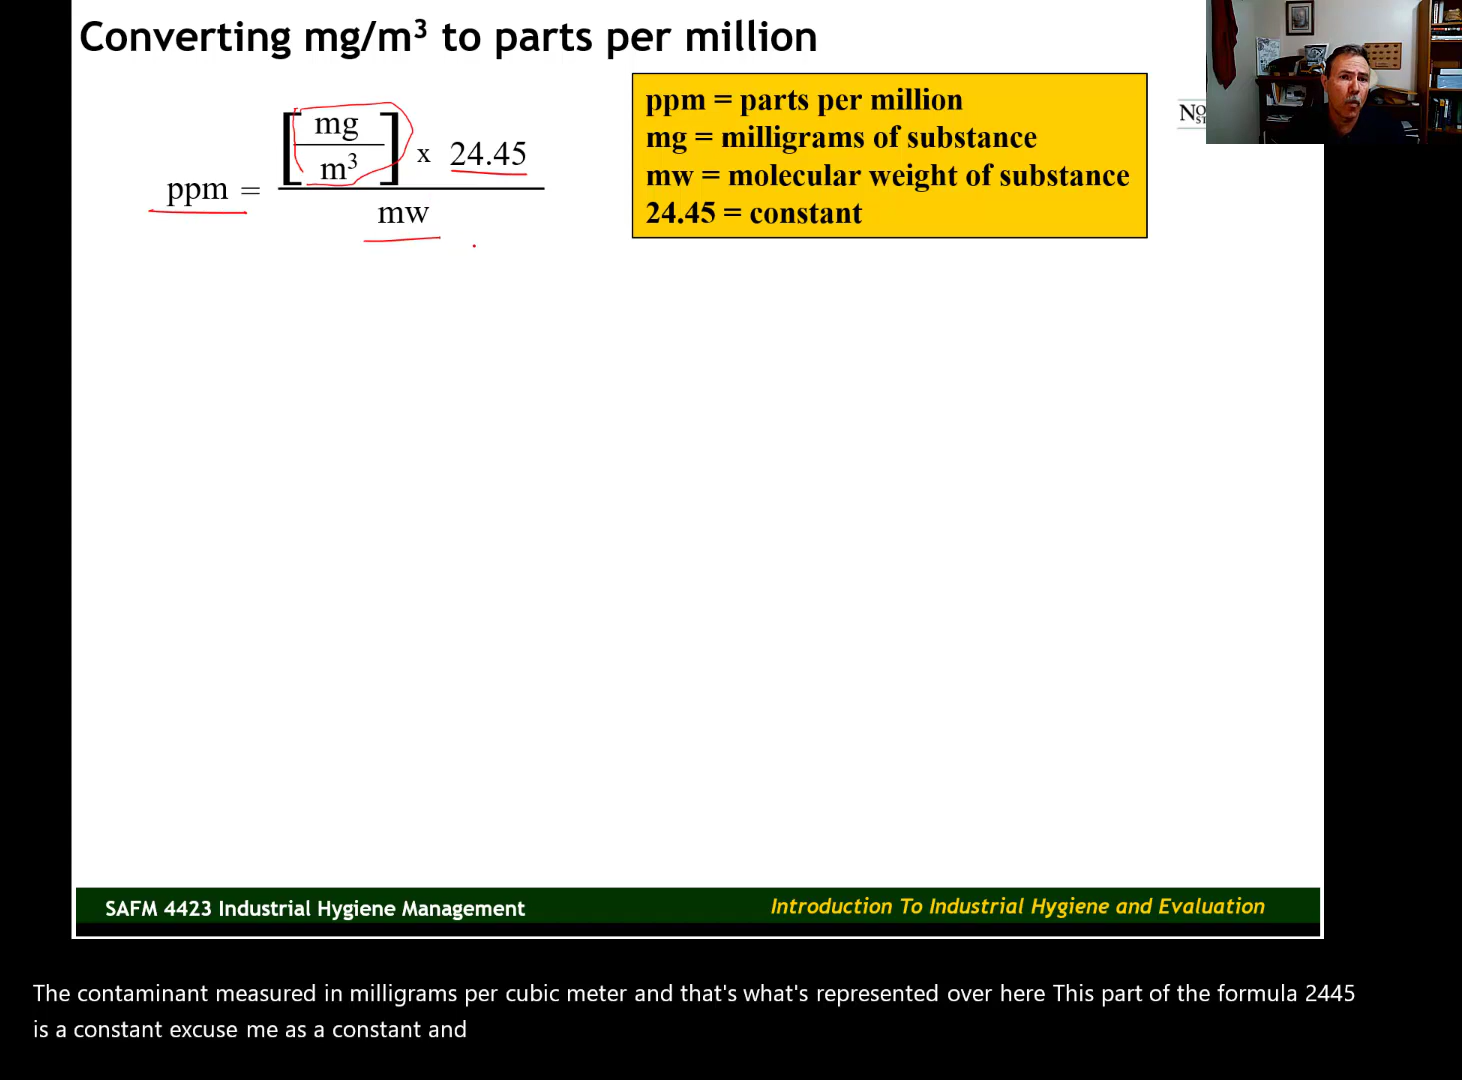 Converting mg/m³ to parts per million
ppm = [mg/m³] x 24.45
mw
ppm = parts per million
mg = milligrams of substance
mw = molecular weight of substance
24.45 = constant
SAFM 4423 Industrial Hygiene Management
Introduction To Industrial Hygiene and Evaluation
The contaminant measured in milligrams per cubic meter and that's what's represented over here This part of the formula 2445
is a constant excuse me as a constant and